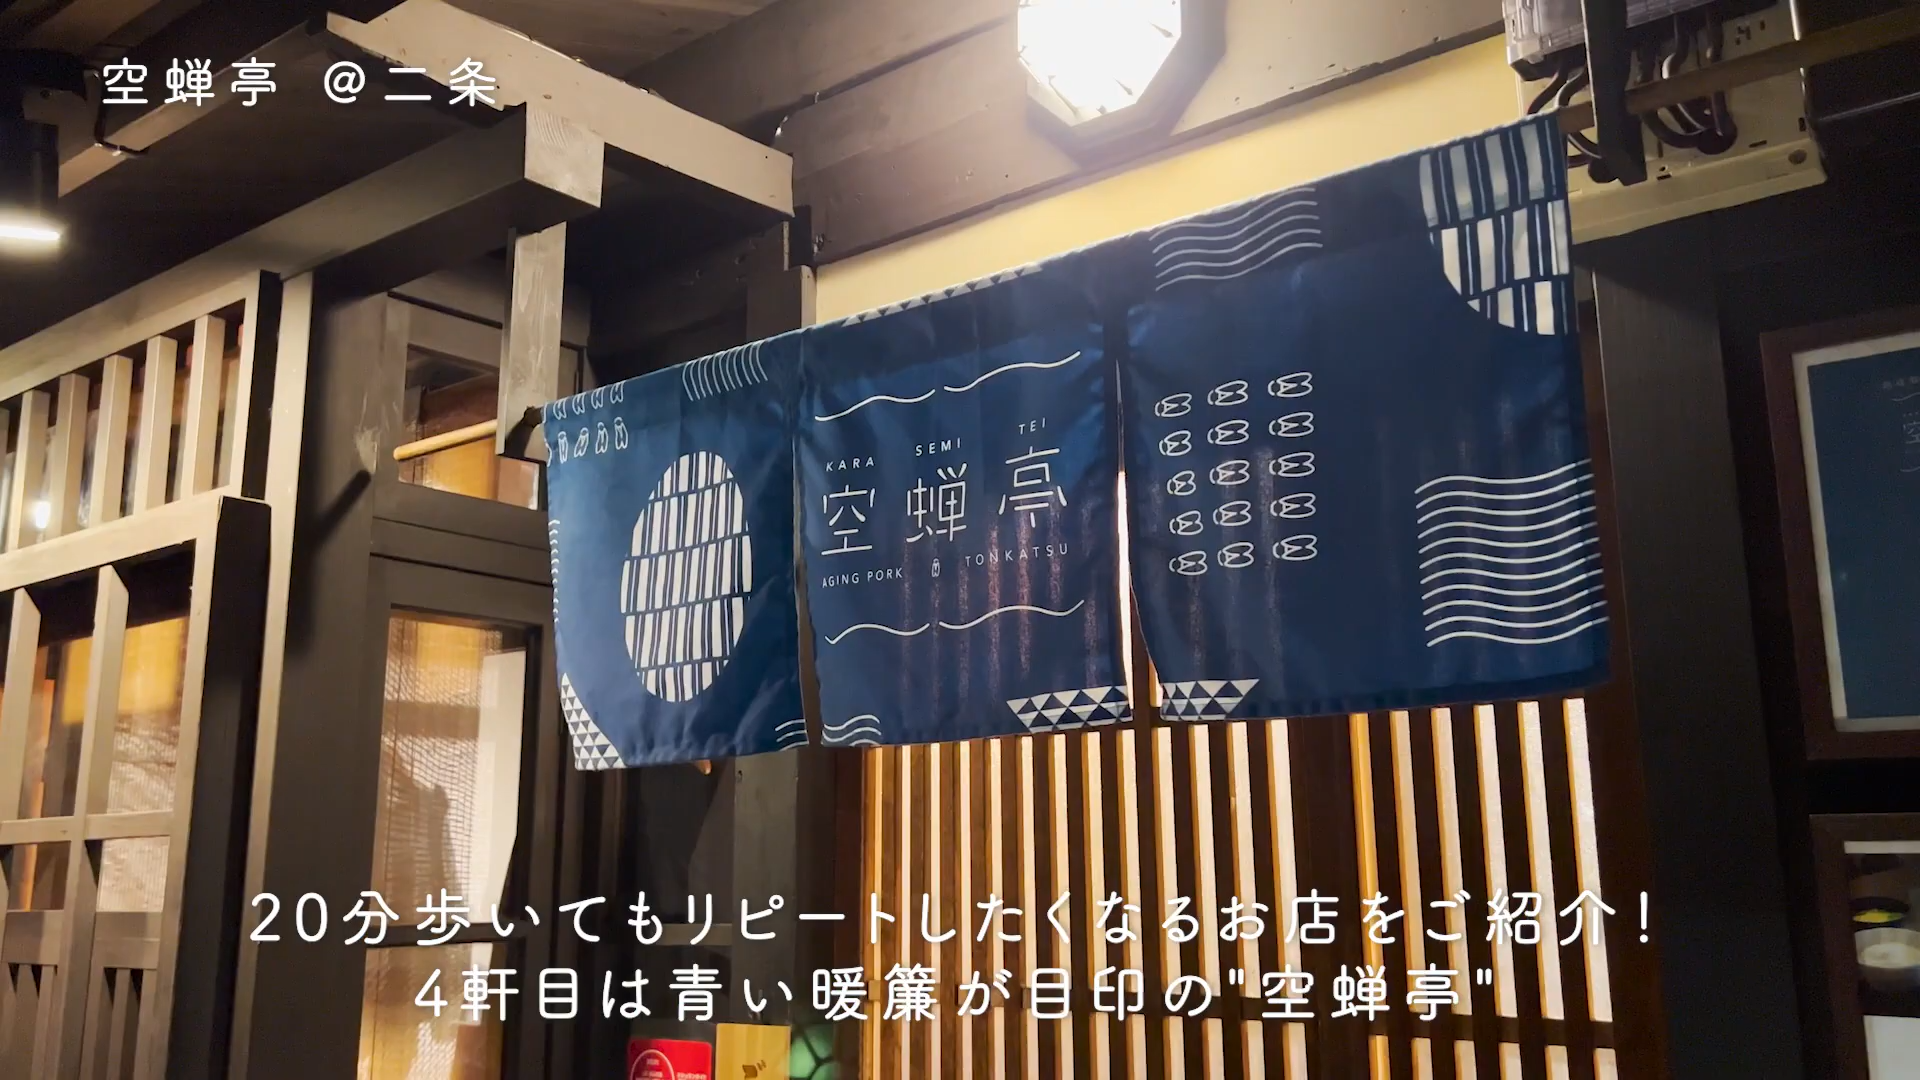 空蝉亭 @二条
KARA SEMI TEI
空蝉亭
AGING PORK TONKATSU
20分歩いてもリピートしたくなるお店をご紹介!
4軒目は青い暖簾が目印の"空蝉亭"